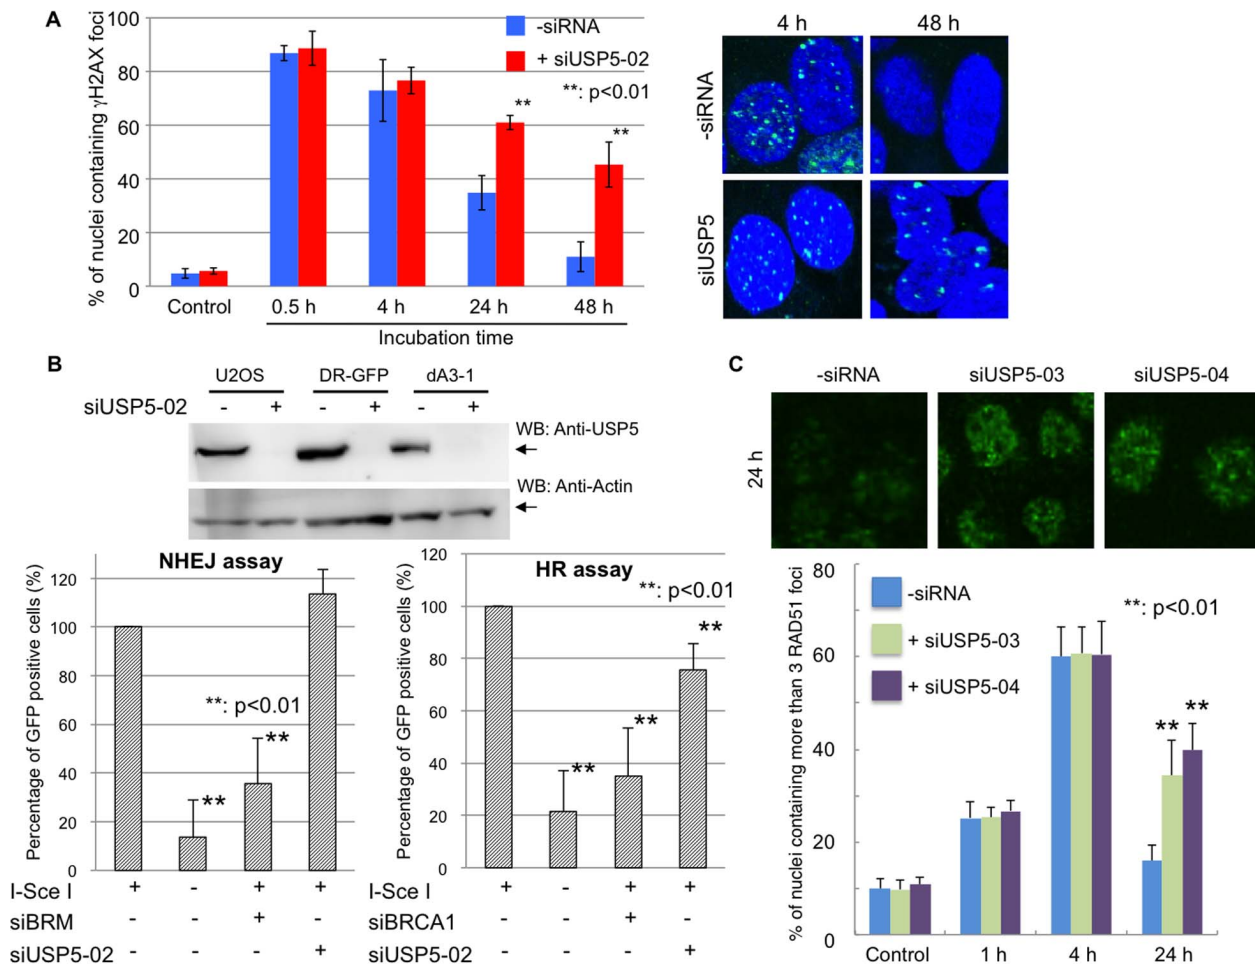 A
% of nuclei containing γH2AX foci
100
80
60
40
20
0
-siRNA
+ siUSP5-02
**: p<0.01
**
**
Control
0.5 h
4 h
24 h
48 h
Incubation time
4 h
48 h
-siRNA
siUSP5
B
U2OS
DR-GFP
dA3-1
siUSP5-02
- + - + - +
WB: Anti-USP5
WB: Anti-Actin
NHEJ assay
Percentage of GFP positive cells (%)
120
100
80
60
40
20
0
**: p<0.01
**
**
I-Sce I + - + +
siBRM - - + -
siUSP5-02 - - - +
HR assay
Percentage of GFP positive cells (%)
120
100
80
60
40
20
0
**: p<0.01
**
**
**
I-Sce I + - + +
siBRCA1 - - + -
siUSP5-02 - - - +
C
-siRNA
siUSP5-03
siUSP5-04
24 h
% of nuclei containing more than 3 RAD51 foci
80
60
40
20
0
-siRNA
+ siUSP5-03
+ siUSP5-04
**: p<0.01
**
**
Control
1 h
4 h
24 h